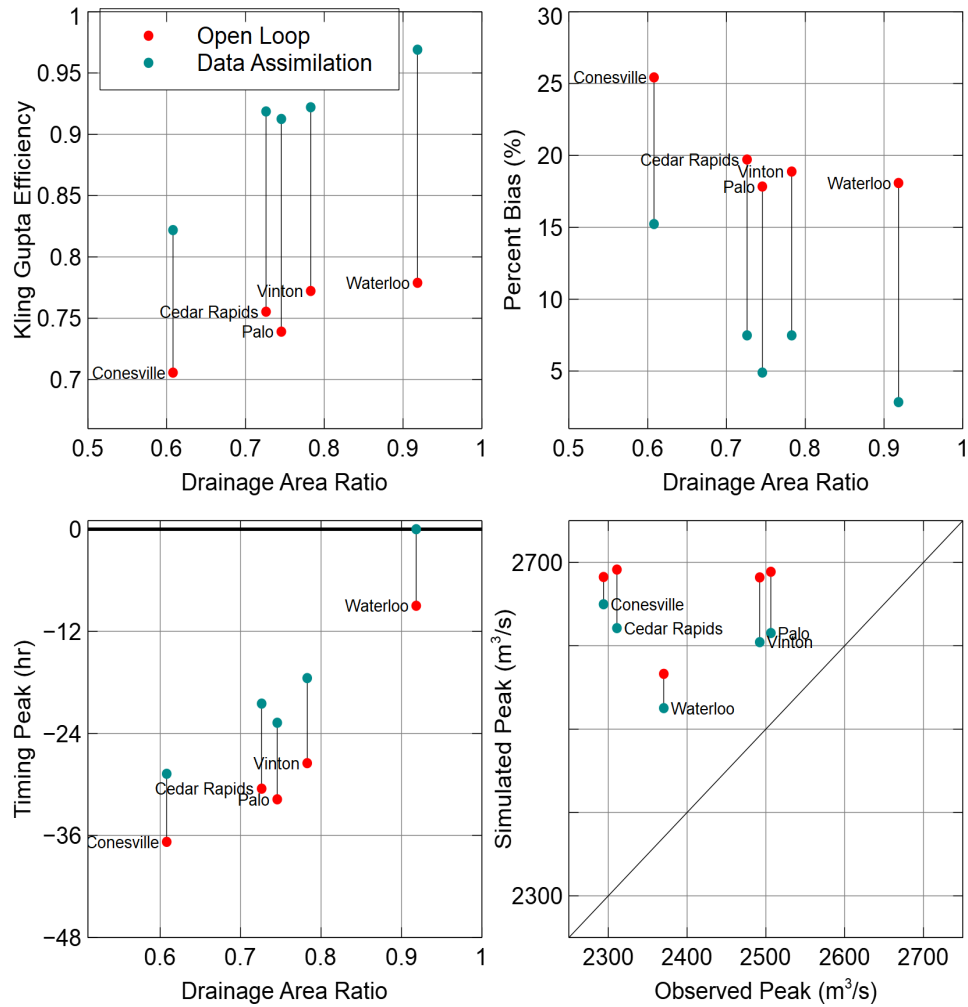 Open Loop
Data Assimilation
Kling Gupta Efficiency
1
0.95
0.9
0.85
0.8
0.75
0.7
Conesville
Cedar Rapids
Palo
Vinton
Waterloo
0.5 0.6 0.7 0.8 0.9 1
Drainage Area Ratio
Percent Bias (%)
30
25
20
15
10
5
Conesville
Cedar Rapids
Vinton
Palo
Waterloo
0.5 0.6 0.7 0.8 0.9 1
Drainage Area Ratio
Timing Peak (hr)
0
−12
−24
−36
−48
Waterloo
Vinton
Cedar Rapids
Palo
Conesville
0.6 0.7 0.8 0.9 1
Drainage Area Ratio
Simulated Peak (m³/s)
2700
2300
Conesville
Cedar Rapids
Palo
Vinton
Waterloo
2300 2400 2500 2600 2700
Observed Peak (m³/s)